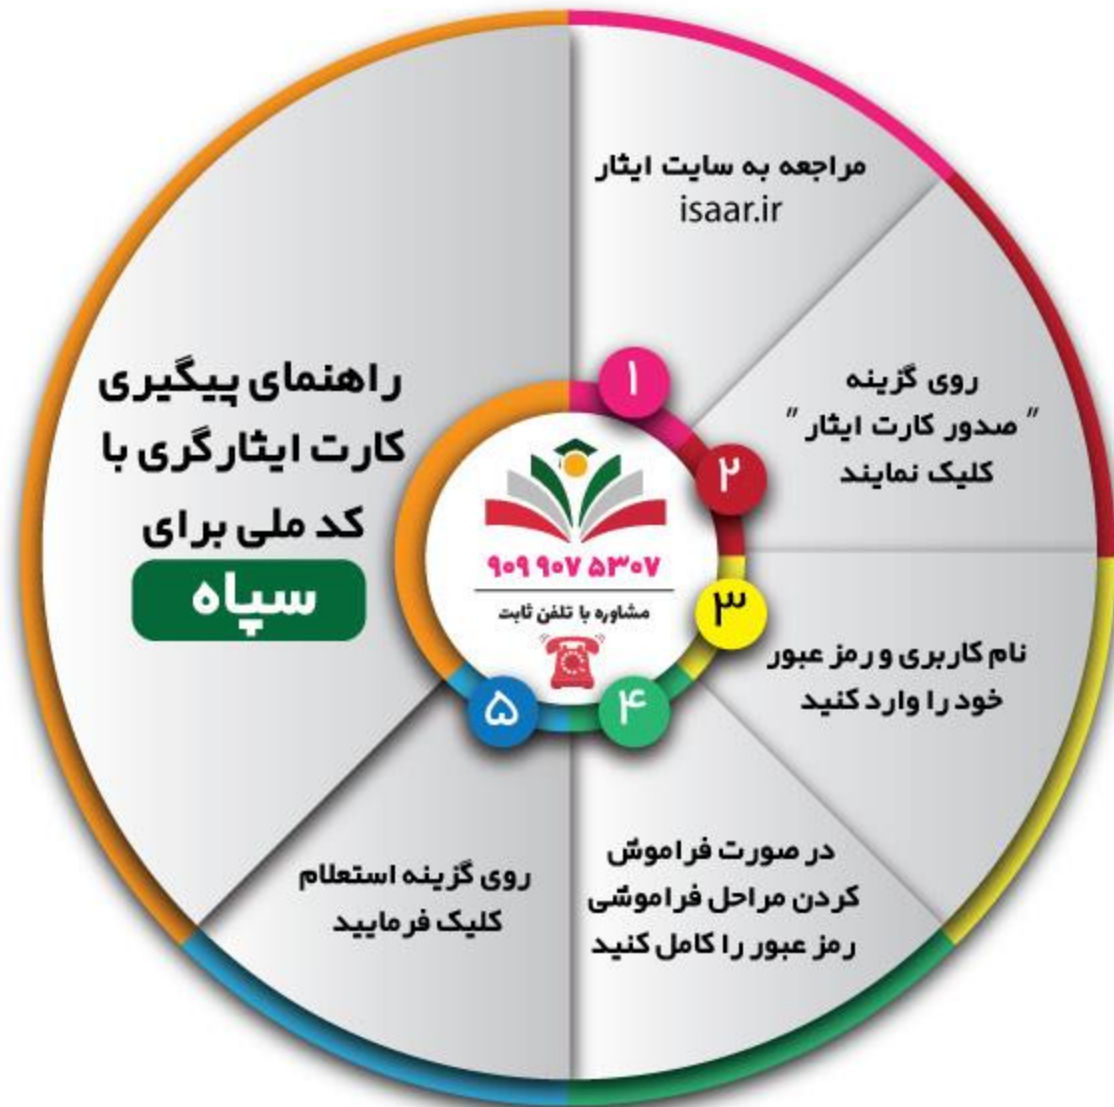 راهنمای پیگیری
کارت ایثارگری با
کد ملی برای
سپاه
۱
مراجعه به سایت ایثار
isaar.ir
۲
روی گزینه
" صدور کارت ایثار "
کلیک نمایند
۳
نام کاربری و رمز عبور
خود را وارد کنید
۴
در صورت فراموش
کردن مراحل فراموشی
رمز عبور را کامل کنید
۵
روی گزینه استعلام
کلیک فرمایید
۹۰۹ ۹۰۷ ۵۳۰۷
مشاوره با تلفن ثابت